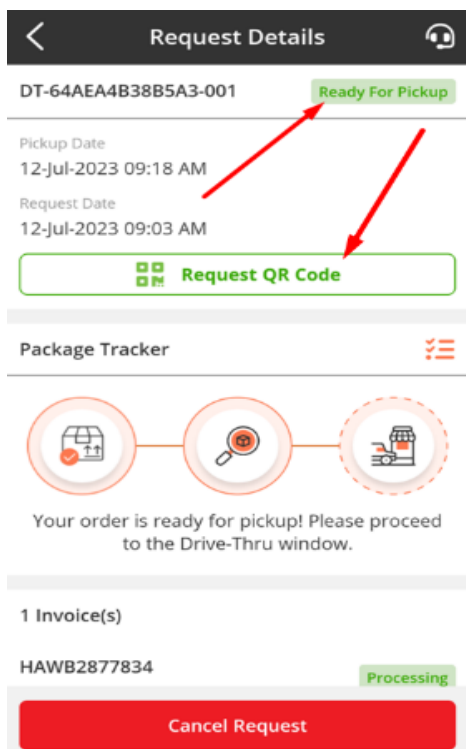 Request Details
DT-64AEA4B38B5A3-001
Ready For Pickup
Pickup Date
12-Jul-2023 09:18 AM
Request Date
12-Jul-2023 09:03 AM
Request QR Code
Package Tracker
Your order is ready for pickup! Please proceed
to the Drive-Thru window.
1 Invoice(s)
HAWB2877834
Processing
Cancel Request